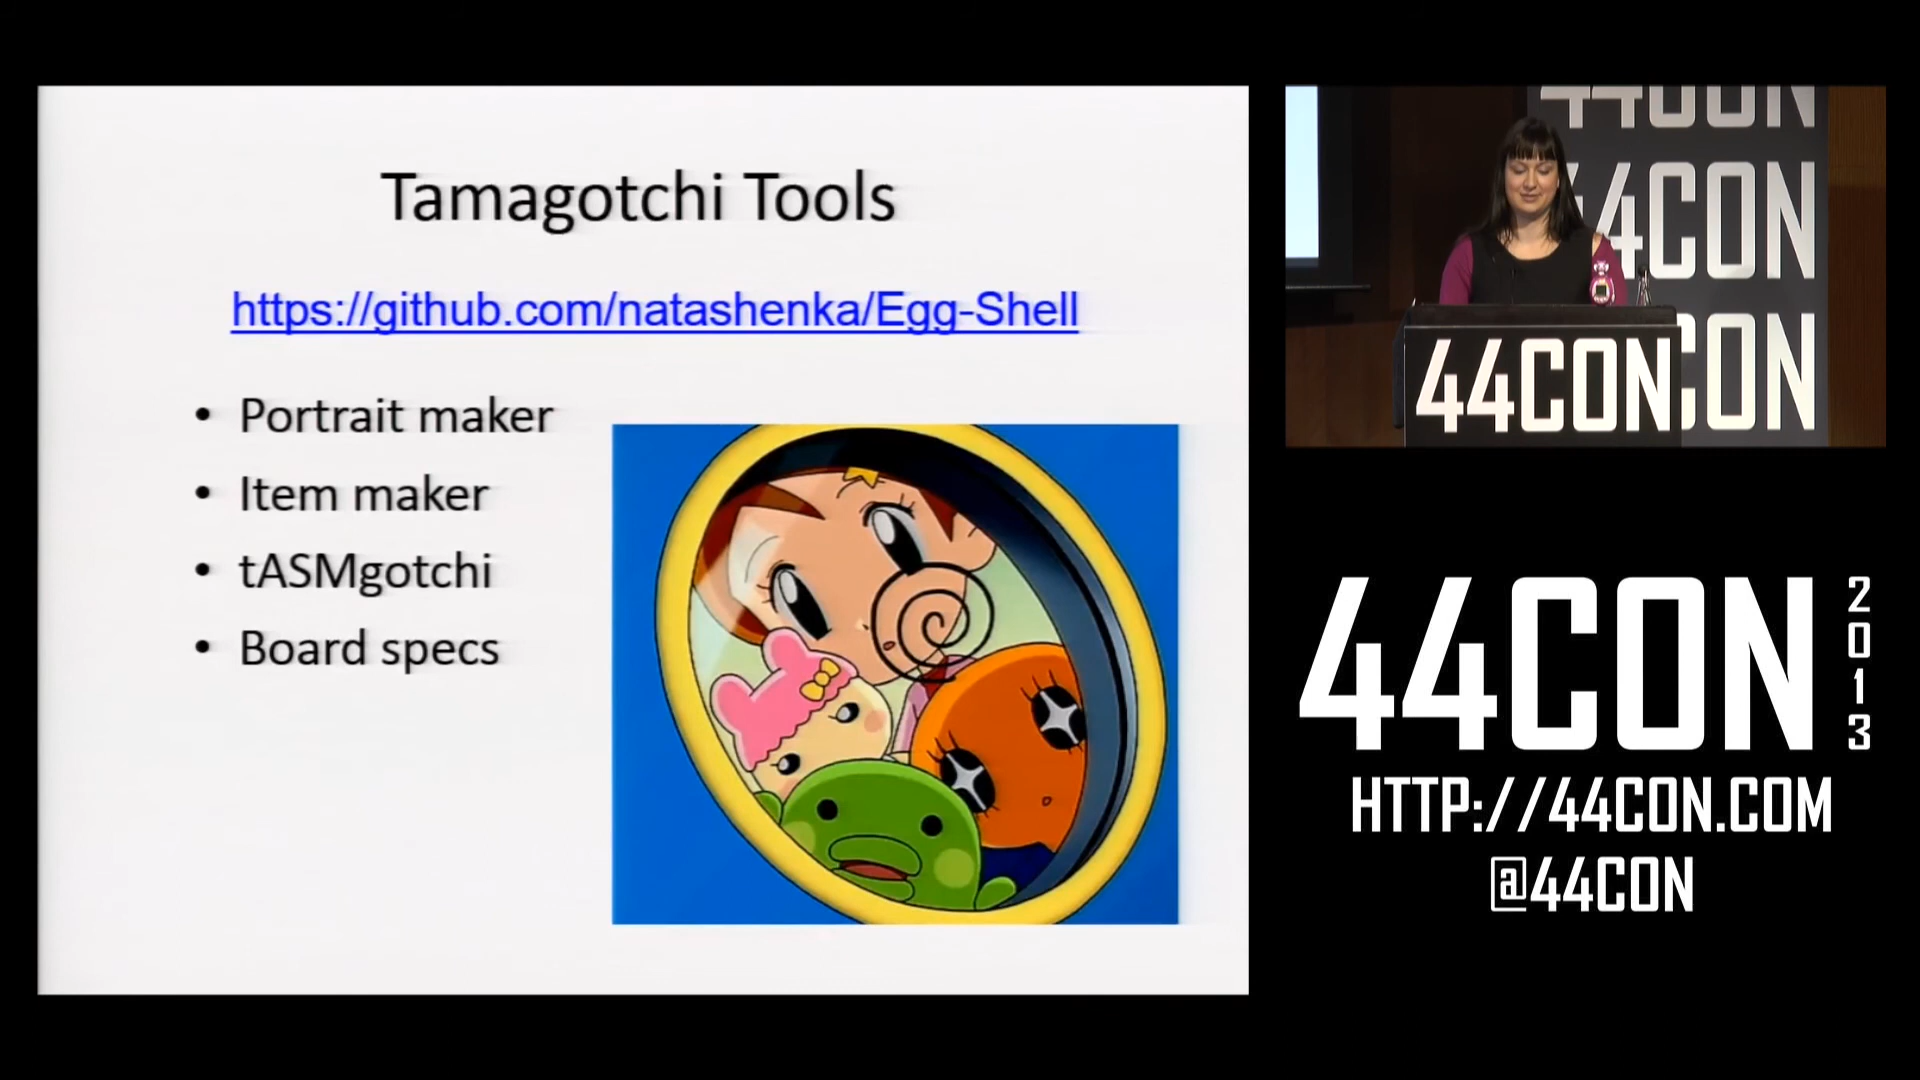 Tamagotchi Tools
https://github.com/natashenka/Egg-Shell
• Portrait maker
• Item maker
• tASMgotchi
• Board specs
44CON
44CON
44CON
CON
44CON
2013
HTTP://44CON.COM
@44CON